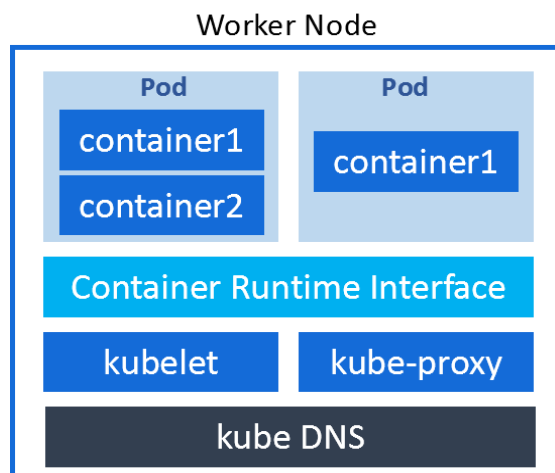 Worker Node
Pod
container1
container2
Pod
container1
Container Runtime Interface
kubelet
kube-proxy
kube DNS